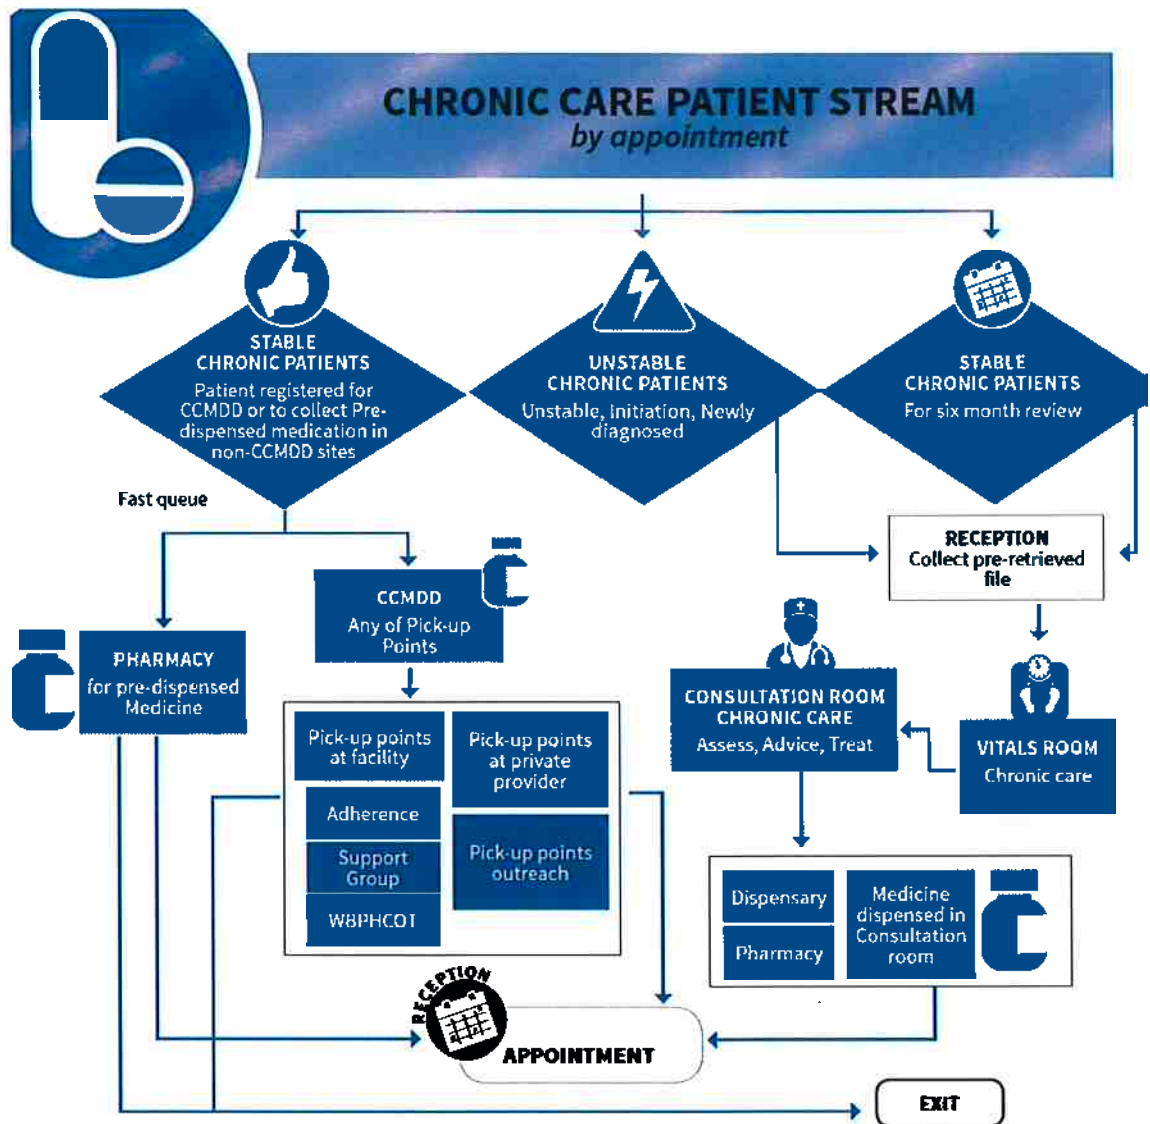 CHRONIC CARE PATIENT STREAM
by appointment
STABLE
CHRONIC PATIENTS
Patient registered for
CCMDD or to collect Pre-
dispensed medication in
non-CCMDD sites
UNSTABLE
CHRONIC PATIENTS
Unstable, Initiation, Newly
diagnosed
STABLE
CHRONIC PATIENTS
For six month review
Fast queue
RECEPTION
Collect pre-retrieved
file
CCMDD
Any of Pick-up
Points
PHARMACY
for pre-dispensed
Medicine
CONSULTATION ROOM
CHRONIC CARE
Assess, Advice, Treat
VITALS ROOM
Chronic care
Pick-up points
at facility
Adherence
Support
Group
W8PHCOT
Pick-up points
at private
provider
Pick-up points
outreach
Dispensary
Pharmacy
Medicine
dispensed in
Consultation
room
RECEPTION
APPOINTMENT
EXIT